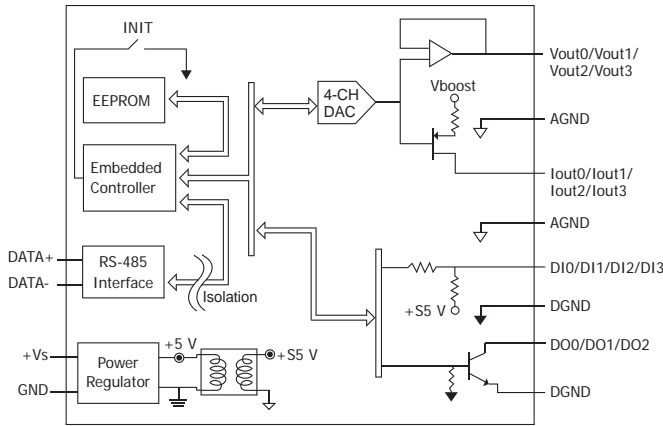 INIT
EEPROM
Embedded
Controller
DATA+
DATA-
RS-485
Interface
Isolation
+Vs
GND
Power
Regulator
+5 V
+S5 V
4-CH
DAC
Vboost
Vout0/Vout1/
Vout2/Vout3
AGND
Iout0/Iout1/
Iout2/Iout3
AGND
DI0/DI1/DI2/DI3
+S5 V
DGND
DO0/DO1/DO2
DGND